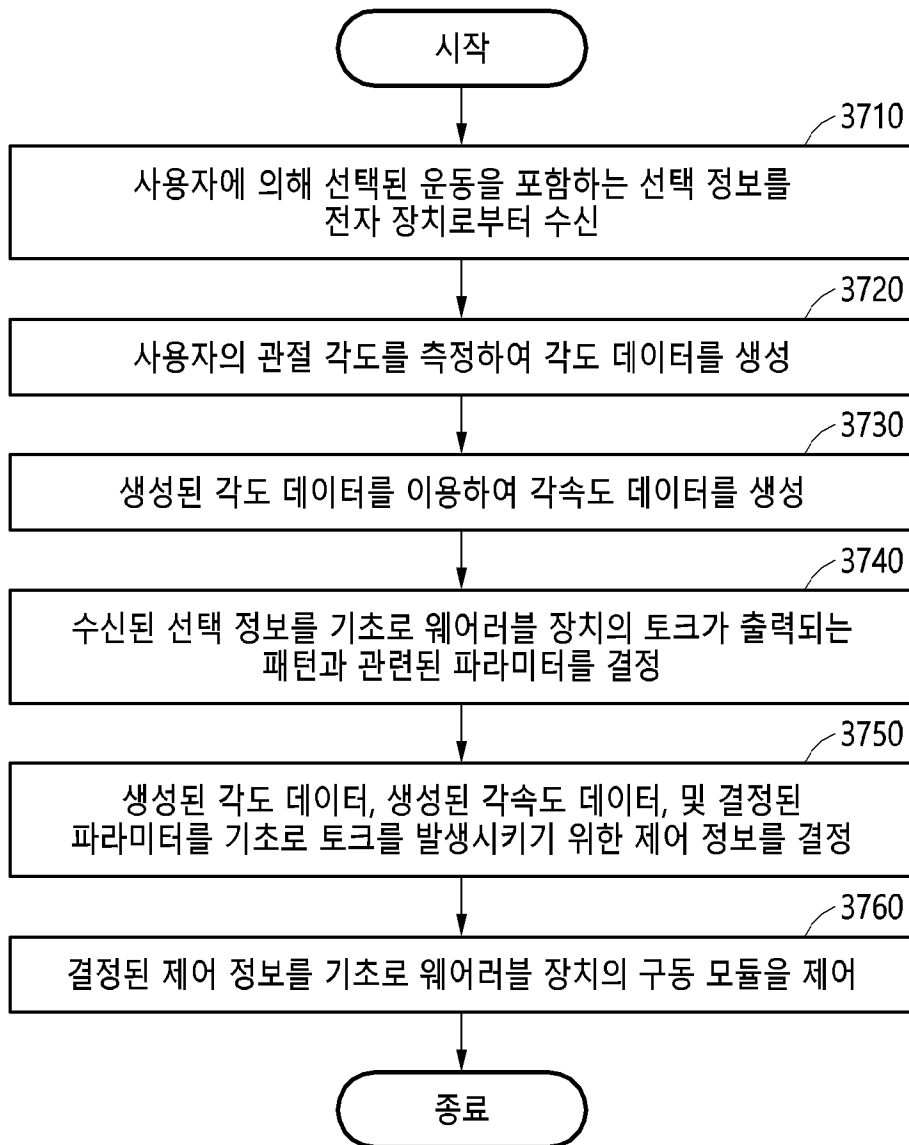 시작
3710
사용자에 의해 선택된 운동을 포함하는 선택 정보를
전자 장치로부터 수신
3720
사용자의 관절 각도를 측정하여 각도 데이터를 생성
3730
생성된 각도 데이터를 이용하여 각속도 데이터를 생성
3740
수신된 선택 정보를 기초로 웨어러블 장치의 토크가 출력되는
패턴과 관련된 파라미터를 결정
3750
생성된 각도 데이터, 생성된 각속도 데이터, 및 결정된
파라미터를 기초로 토크를 발생시키기 위한 제어 정보를 결정
3760
결정된 제어 정보를 기초로 웨어러블 장치의 구동 모듈을 제어
종료